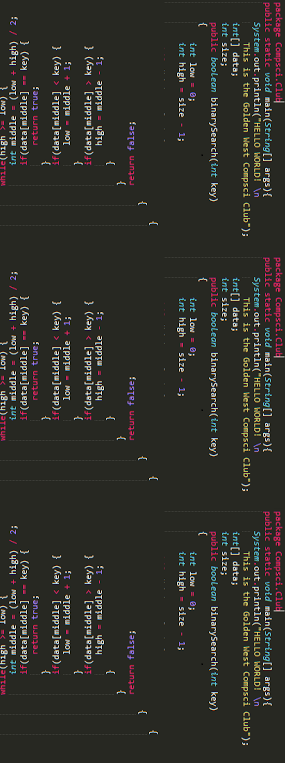 package Compsci.Club
public static void main(String[] args){
System.out.println("HELLO WORLD! \n
This is the Golden West Compsci Club");
int[] data;
int size;
public boolean binarySearch(int key)
{
int low = 0;
int high = size - 1;
while(high >= low) {
int middle = (low + high) / 2;
if(data[middle] == key) {
return true;
}
if(data[middle] < key) {
low = middle + 1;
}
if(data[middle] > key) {
high = middle - 1;
}
}
return false;
}
}
package Compsci.Club
public static void main(String[] args){
System.out.println("HELLO WORLD! \n
This is the Golden West Compsci Club");
int[] data;
int size;
public boolean binarySearch(int key)
{
int low = 0;
int high = size - 1;
while(high >= low) {
int middle = (low + high) / 2;
if(data[middle] == key) {
return true;
}
if(data[middle] < key) {
low = middle + 1;
}
if(data[middle] > key) {
high = middle - 1;
}
}
return false;
}
}
package Compsci.Club
public static void main(String[] args){
System.out.println("HELLO WORLD! \n
This is the Golden West Compsci Club");
int[] data;
int size;
public boolean binarySearch(int key)
{
int low = 0;
int high = size - 1;
while(high >= low) {
int middle = (low + high) / 2;
if(data[middle] == key) {
return true;
}
if(data[middle] < key) {
low = middle + 1;
}
if(data[middle] > key) {
high = middle - 1;
}
}
return false;
}
}